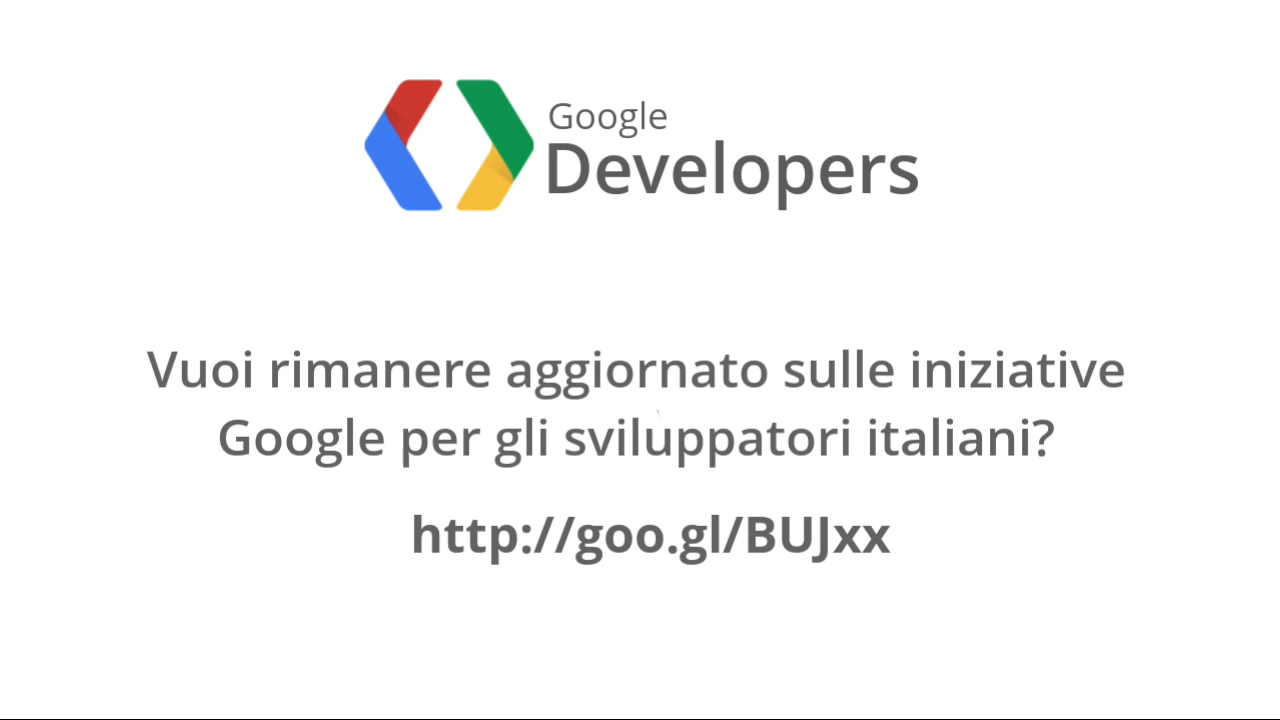 Google
Developers
Vuoi rimanere aggiornato sulle iniziative
Google per gli sviluppatori italiani?
http://goo.gl/BUJxx